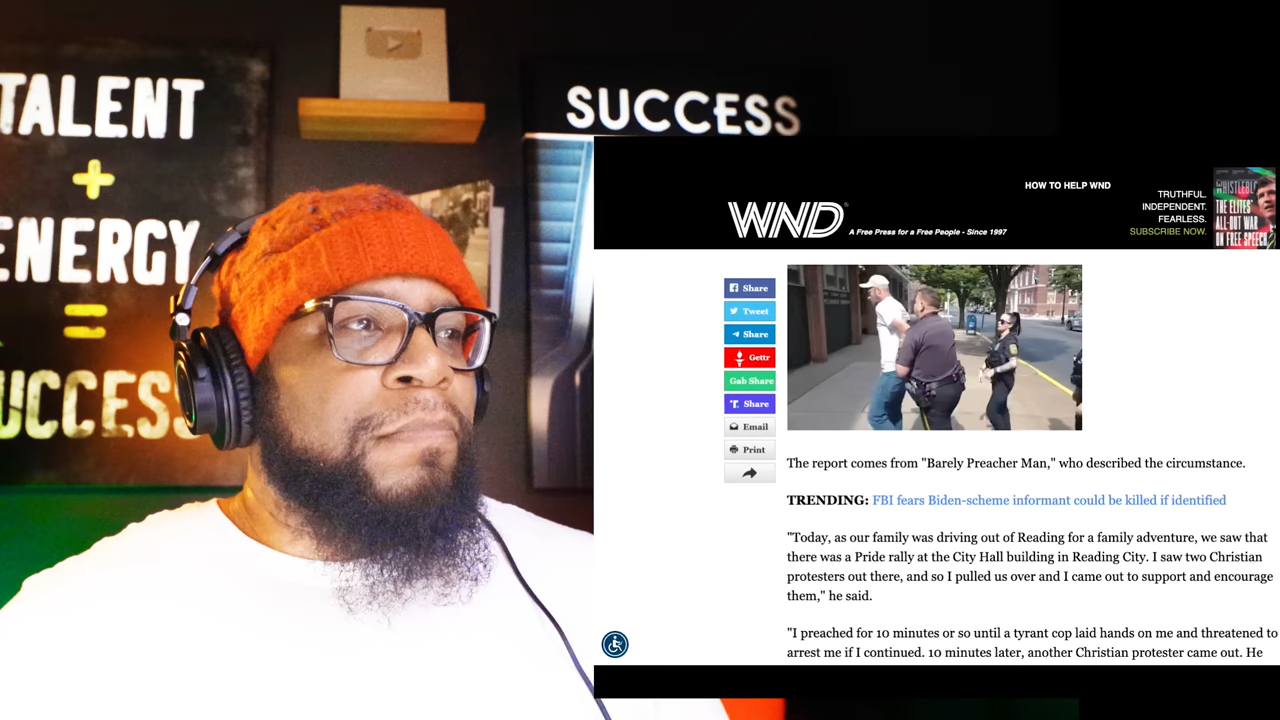 TALENT
+
ENERGY
=
UCCESS
SUCCESS
HOW TO HELP WND
WND
A Free Press for a Free People - Since 1997
TRUTHFUL.
INDEPENDENT.
FEARLESS.
SUBSCRIBE NOW.
WHISTLEBL
THE ELITES'
ALL-OUT WAR
ON FREE SPEECH
Share
Tweet
Share
Gettr
Gab Share
Share
Email
Print
The report comes from "Barely Preacher Man," who described the circumstance.
TRENDING: FBI fears Biden-scheme informant could be killed if identified
"Today, as our family was driving out of Reading for a family adventure, we saw that
there was a Pride rally at the City Hall building in Reading City. I saw two Christian
protesters out there, and so I pulled us over and I came out to support and encourage
them," he said.
"I preached for 10 minutes or so until a tyrant cop laid hands on me and threatened to
arrest me if I continued. 10 minutes later, another Christian protester came out. He